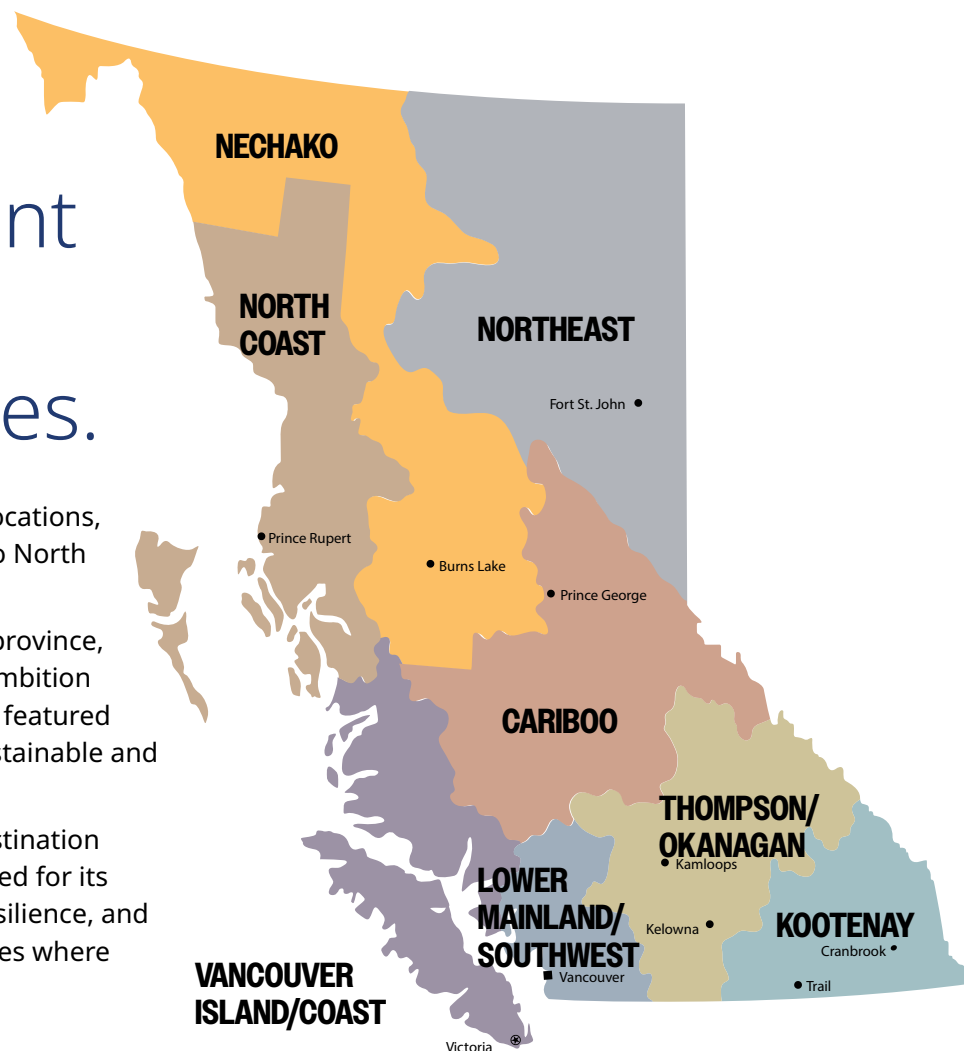 nt
es.
ocations,
o North
province,
mbition
featured
stainable and
stination
ed for its
silience, and
es where
NECHAKO
NORTH
COAST
NORTHEAST
Fort St. John
Prince Rupert
Burns Lake
Prince George
CARIBOO
THOMPSON/
OKANAGAN
Kamloops
LOWER
MAINLAND/
SOUTHWEST
Kelowna
KOOTENAY
Cranbrook
Vancouver
Trail
VANCOUVER
ISLAND/COAST
Victoria